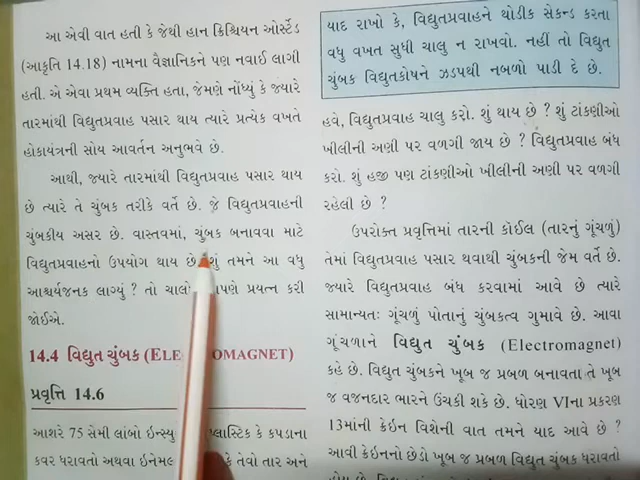 આ એવી વાત હતી કે જેથી હાન ક્રિશ્ચિયન ઓર્સ્ટેડ
(આકૃતિ 14.18) નામના વૈજ્ઞાનિકને પણ નવાઈ લાગી
હતી. એ એવા પ્રથમ વ્યક્તિ હતા, જેમણે નોંધ્યું કે જ્યારે
તારમાંથી વિદ્યુતપ્રવાહ પસાર થાય ત્યારે પ્રત્યેક વખતે
હોકાયંત્રની સોય આવર્તન અનુભવે છે.
આથી, જ્યારે તારમાંથી વિદ્યુતપ્રવાહ પસાર થાય
છે ત્યારે તે ચુંબક તરીકે વર્તે છે. જે વિદ્યુતપ્રવાહની
ચુંબકીય અસર છે. વાસ્તવમાં, ચુંબક બનાવવા માટે
વિદ્યુતપ્રવાહનો ઉપયોગ થાય છે. શું તમને આ વધુ
આશ્ચર્યજનક લાગ્યું ? તો ચાલો પણે પ્રયત્ન કરી
જોઈએ.
14.4 વિદ્યુત ચુંબક (ELE ROMAGNET)
પ્રવૃત્તિ 14.6
આશરે 75 સેમી લાંબો ઇન્સ્યુ પ્લાસ્ટિક કે કપડાના
કવર ધરાવતો અથવા ઇનેમલ કે તેવો તાર અને
યાદ રાખો કે, વિદ્યુતપ્રવાહને થોડીક સેકન્ડ કરતા
વધુ વખત સુધી ચાલુ ન રાખવો. નહીં તો વિદ્યુત
ચુંબક વિદ્યુતકોષને ઝડપથી નબળો પાડી દે છે.
હવે, વિદ્યુતપ્રવાહ ચાલુ કરો. શું થાય છે ? શું ટાંકણીઓ
ખીલીની અણી પર વળગી જાય છે ? વિદ્યુતપ્રવાહ બંધ
કરો. શું હજી પણ ટાંકણીઓ ખીલીની અણી પર વળગી
રહેલી છે ?
ઉપરોક્ત પ્રવૃત્તિમાં તારની કૉઈલ (તારનું ગૂંચળું)
તેમાં વિદ્યુતપ્રવાહ પસાર થવાથી ચુંબકની જેમ વર્તે છે.
જ્યારે વિદ્યુતપ્રવાહ બંધ કરવામાં આવે છે ત્યારે
સામાન્યતઃ ગૂંચળું પોતાનું ચુંબકત્વ ગુમાવે છે. આવા
ગૂંચળાને વિદ્યુત ચુંબક (Electromagnet)
કહે છે. વિદ્યુત ચુંબકને ખૂબ જ પ્રબળ બનાવતા તે ખૂબ
જ વજનદાર ભારને ઉંચકી શકે છે. ધોરણ VIના પ્રકરણ
13માંની ક્રેઇન વિશેની વાત તમને યાદ આવે છે ?
આવી ક્રેઇનનો છેડો ખૂબ જ પ્રબળ વિદ્યુત ચુંબક ધરાવતો